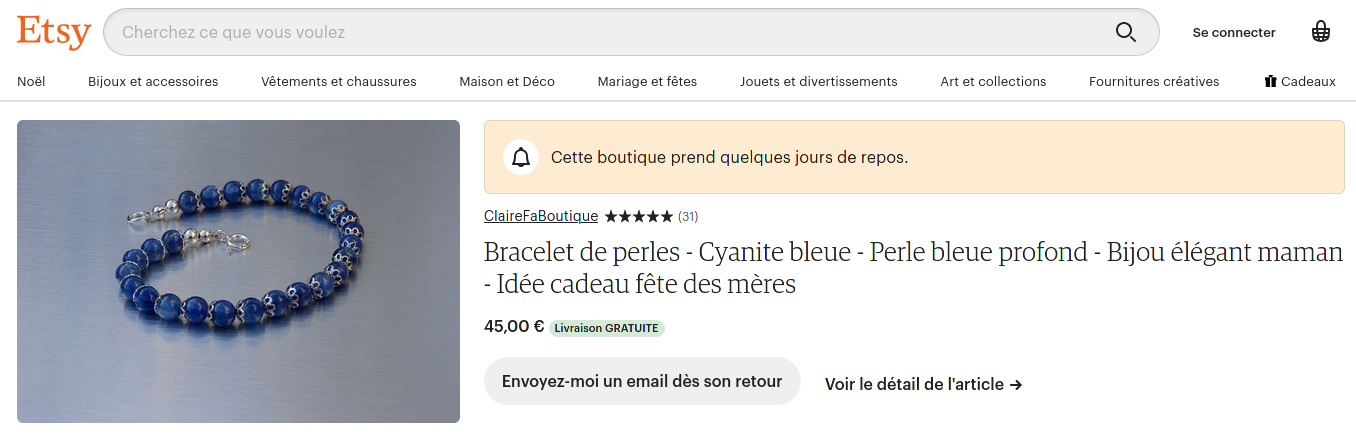 Etsy
Cherchez ce que vous voulez
Se connecter
Noël
Bijoux et accessoires
Vêtements et chaussures
Maison et Déco
Mariage et fêtes
Jouets et divertissements
Art et collections
Fournitures créatives
Cadeaux
Cette boutique prend quelques jours de repos.
ClaireFaBoutique ★★★★★ (31)
Bracelet de perles - Cyanite bleue - Perle bleue profond - Bijou élégant maman
- Idée cadeau fête des mères
45,00 € Livraison GRATUITE
Envoyez-moi un email dès son retour
Voir le détail de l'article →